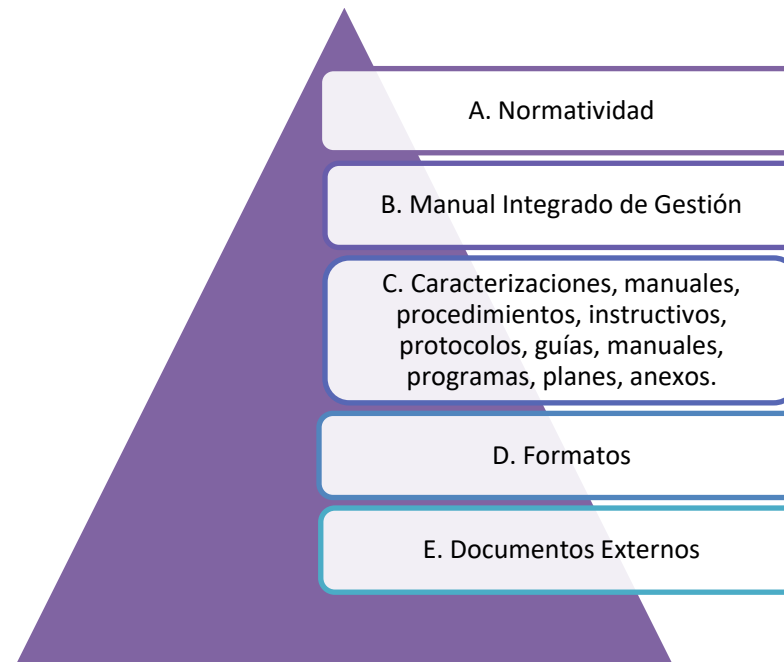 A. Normatividad
B. Manual Integrado de Gestión
C. Caracterizaciones, manuales,
procedimientos, instructivos,
protocolos, guías, manuales,
programas, planes, anexos.
D. Formatos
E. Documentos Externos